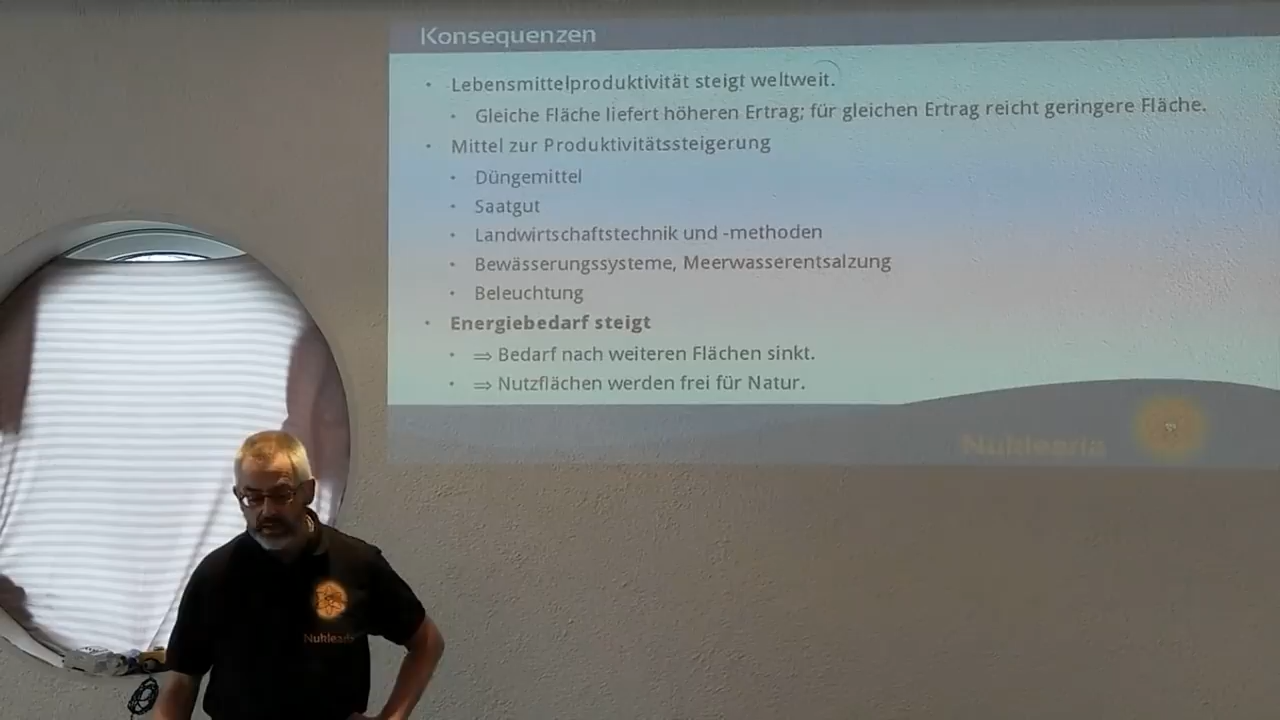 Konsequenzen
• Lebensmittelproduktivität steigt weltweit.
• Gleiche Fläche liefert höheren Ertrag; für gleichen Ertrag reicht geringere Fläche.
• Mittel zur Produktivitätssteigerung
• Düngemittel
• Saatgut
• Landwirtschaftstechnik und -methoden
• Bewässerungssysteme, Meerwasserentsalzung
• Beleuchtung
• Energiebedarf steigt
• ⇒ Bedarf nach weiteren Flächen sinkt.
• ⇒ Nutzflächen werden frei für Natur.
Nuklearia
Nuklearia